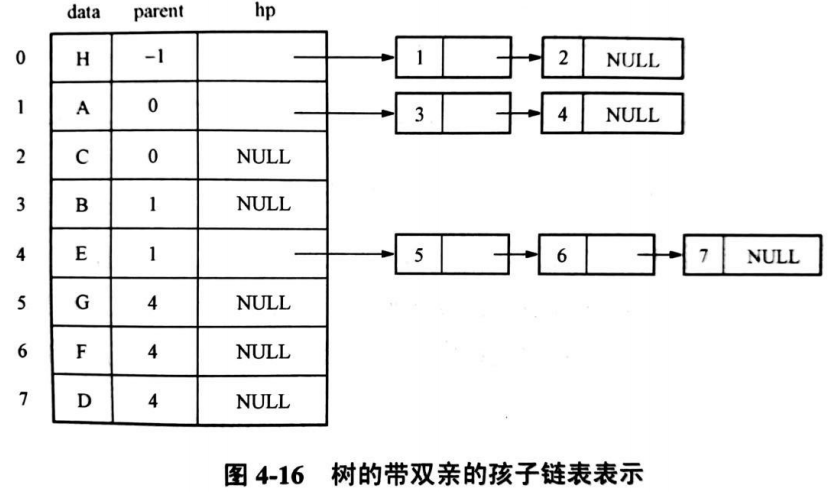 data parent hp
0 H -1 1 2 NULL
1 A 0 3 4 NULL
2 C 0 NULL
3 B 1 NULL
4 E 1 5 6 7 NULL
5 G 4 NULL
6 F 4 NULL
7 D 4 NULL
图 4-16 树的带双亲的孩子链表表示